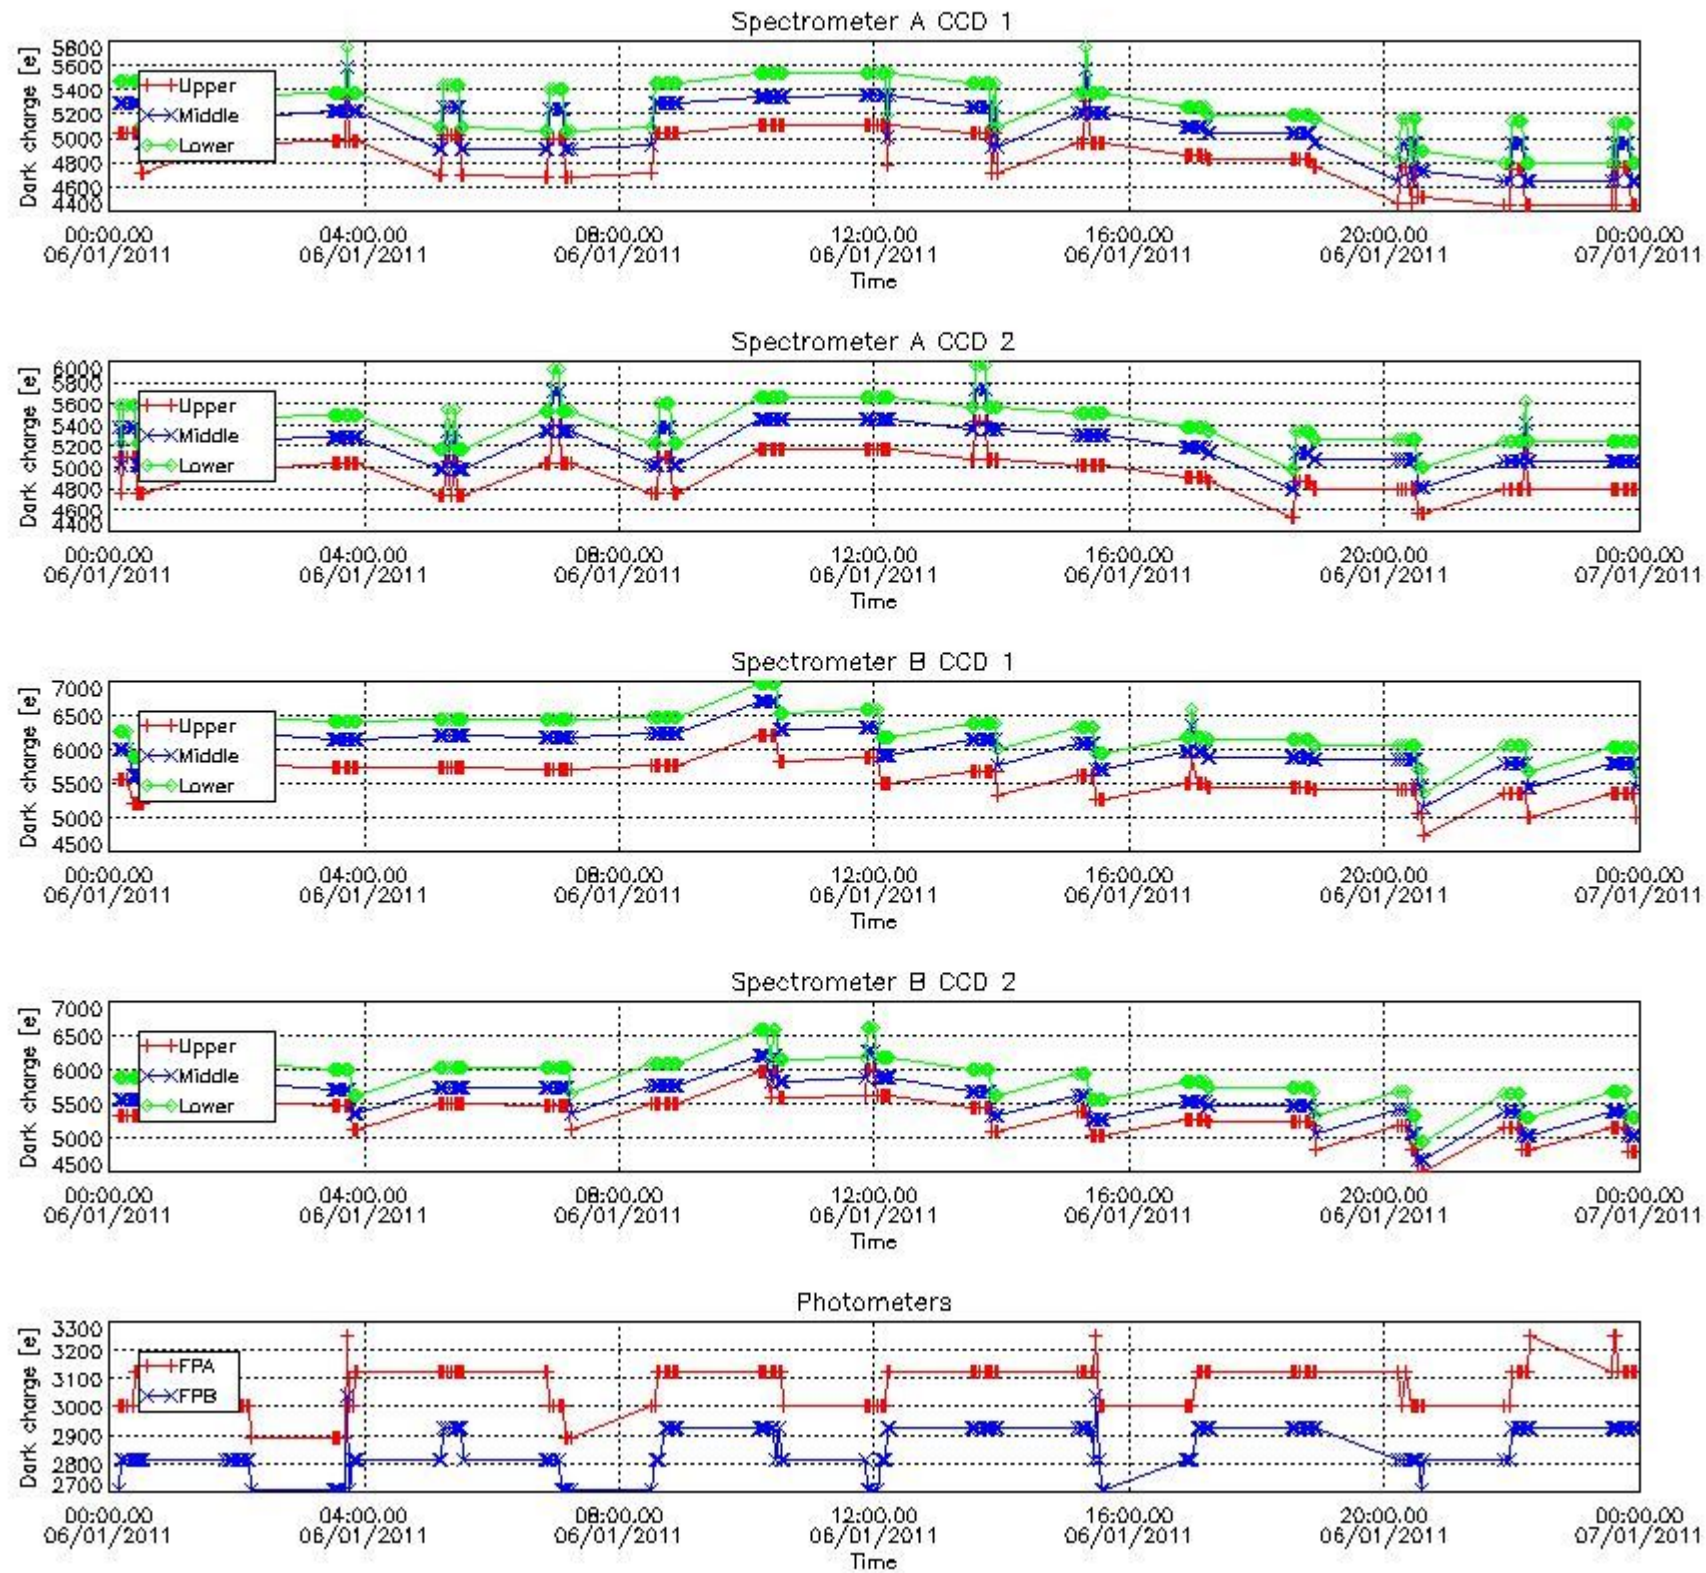 Spectrometer A CCD 1
Dark charge [e]
5800
5600
5400
5200
5000
4800
4600
4400
Upper
Middle
Lower
00:00.00 04:00.00 08:00.00 12:00.00 16:00.00 20:00.00 00:00.00
06/01/2011 06/01/2011 06/01/2011 06/01/2011 06/01/2011 06/01/2011 07/01/2011
Time
Spectrometer A CCD 2
Dark charge [e]
6000
5800
5600
5400
5200
5000
4800
4600
4400
Upper
Middle
Lower
00:00.00 04:00.00 08:00.00 12:00.00 16:00.00 20:00.00 00:00.00
06/01/2011 06/01/2011 06/01/2011 06/01/2011 06/01/2011 06/01/2011 07/01/2011
Time
Spectrometer B CCD 1
Dark charge [e]
7000
6500
6000
5500
5000
4500
Upper
Middle
Lower
00:00.00 04:00.00 08:00.00 12:00.00 16:00.00 20:00.00 00:00.00
06/01/2011 06/01/2011 06/01/2011 06/01/2011 06/01/2011 06/01/2011 07/01/2011
Time
Spectrometer B CCD 2
Dark charge [e]
7000
6500
6000
5500
5000
4500
Upper
Middle
Lower
00:00.00 04:00.00 08:00.00 12:00.00 16:00.00 20:00.00 00:00.00
06/01/2011 06/01/2011 06/01/2011 06/01/2011 06/01/2011 06/01/2011 07/01/2011
Time
Photometers
Dark charge [e]
3300
3200
3100
3000
2900
2800
2700
FPA
FPB
00:00.00 04:00.00 08:00.00 12:00.00 16:00.00 20:00.00 00:00.00
06/01/2011 06/01/2011 06/01/2011 06/01/2011 06/01/2011 06/01/2011 07/01/2011
Time